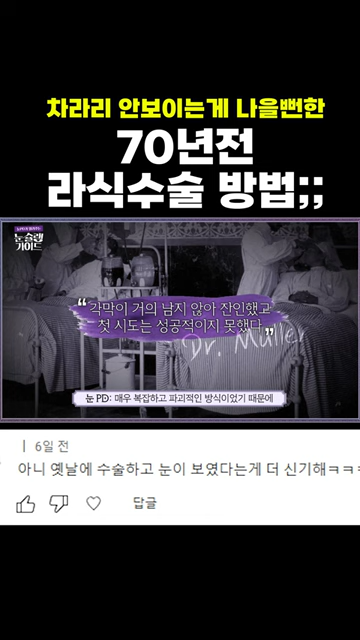 차라리 안보이는게 나을뻔한
70년전
라식수술 방법;;
눈슐랭
가이드
“각막이 거의 남지 않아 잔인했고
첫 시도는 성공적이지 못했다”
Dr. Muller
눈 PD: 매우 복잡하고 파괴적인 방식이었기 때문에
| 6일 전
아니 옛날에 수술하고 눈이 보였다는게 더 신기해ㅋㅋㅋ
답글